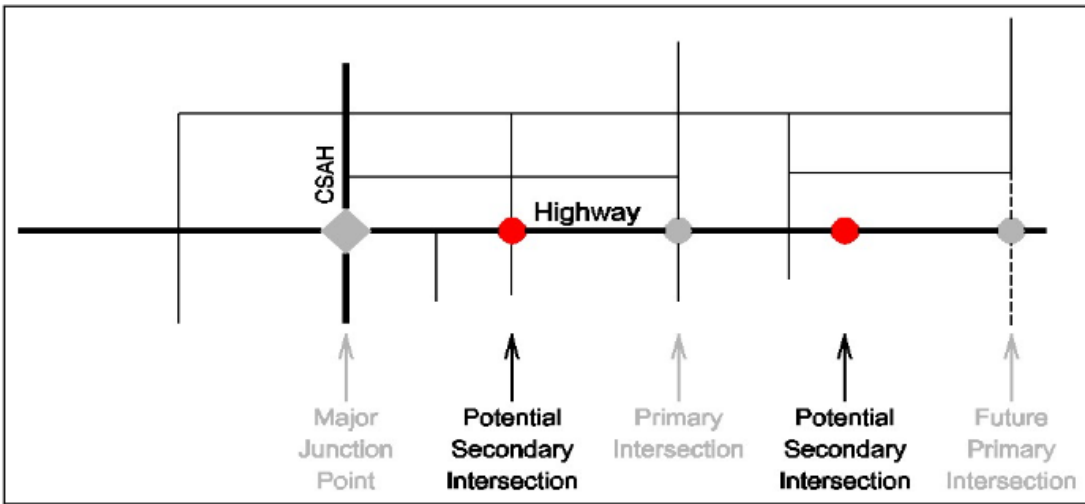 CSAH
Highway
Major
Junction
Point
Potential
Secondary
Intersection
Primary
Intersection
Potential
Secondary
Intersection
Future
Primary
Intersection